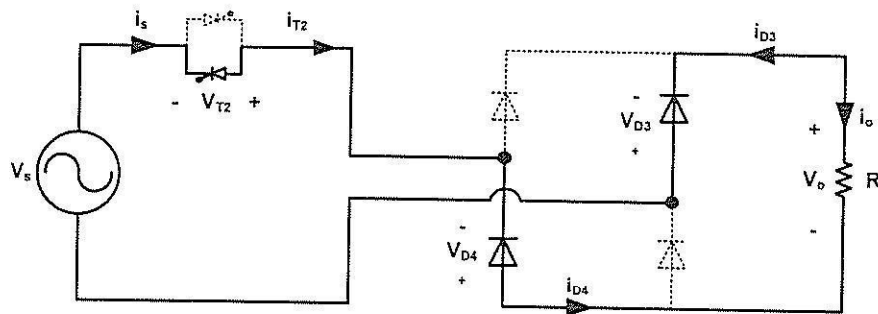 is
iT2
iD3
- VT2 +
-
VD3
+
+
io
Vs
Vo
R
-
-
VD4
+
iD4